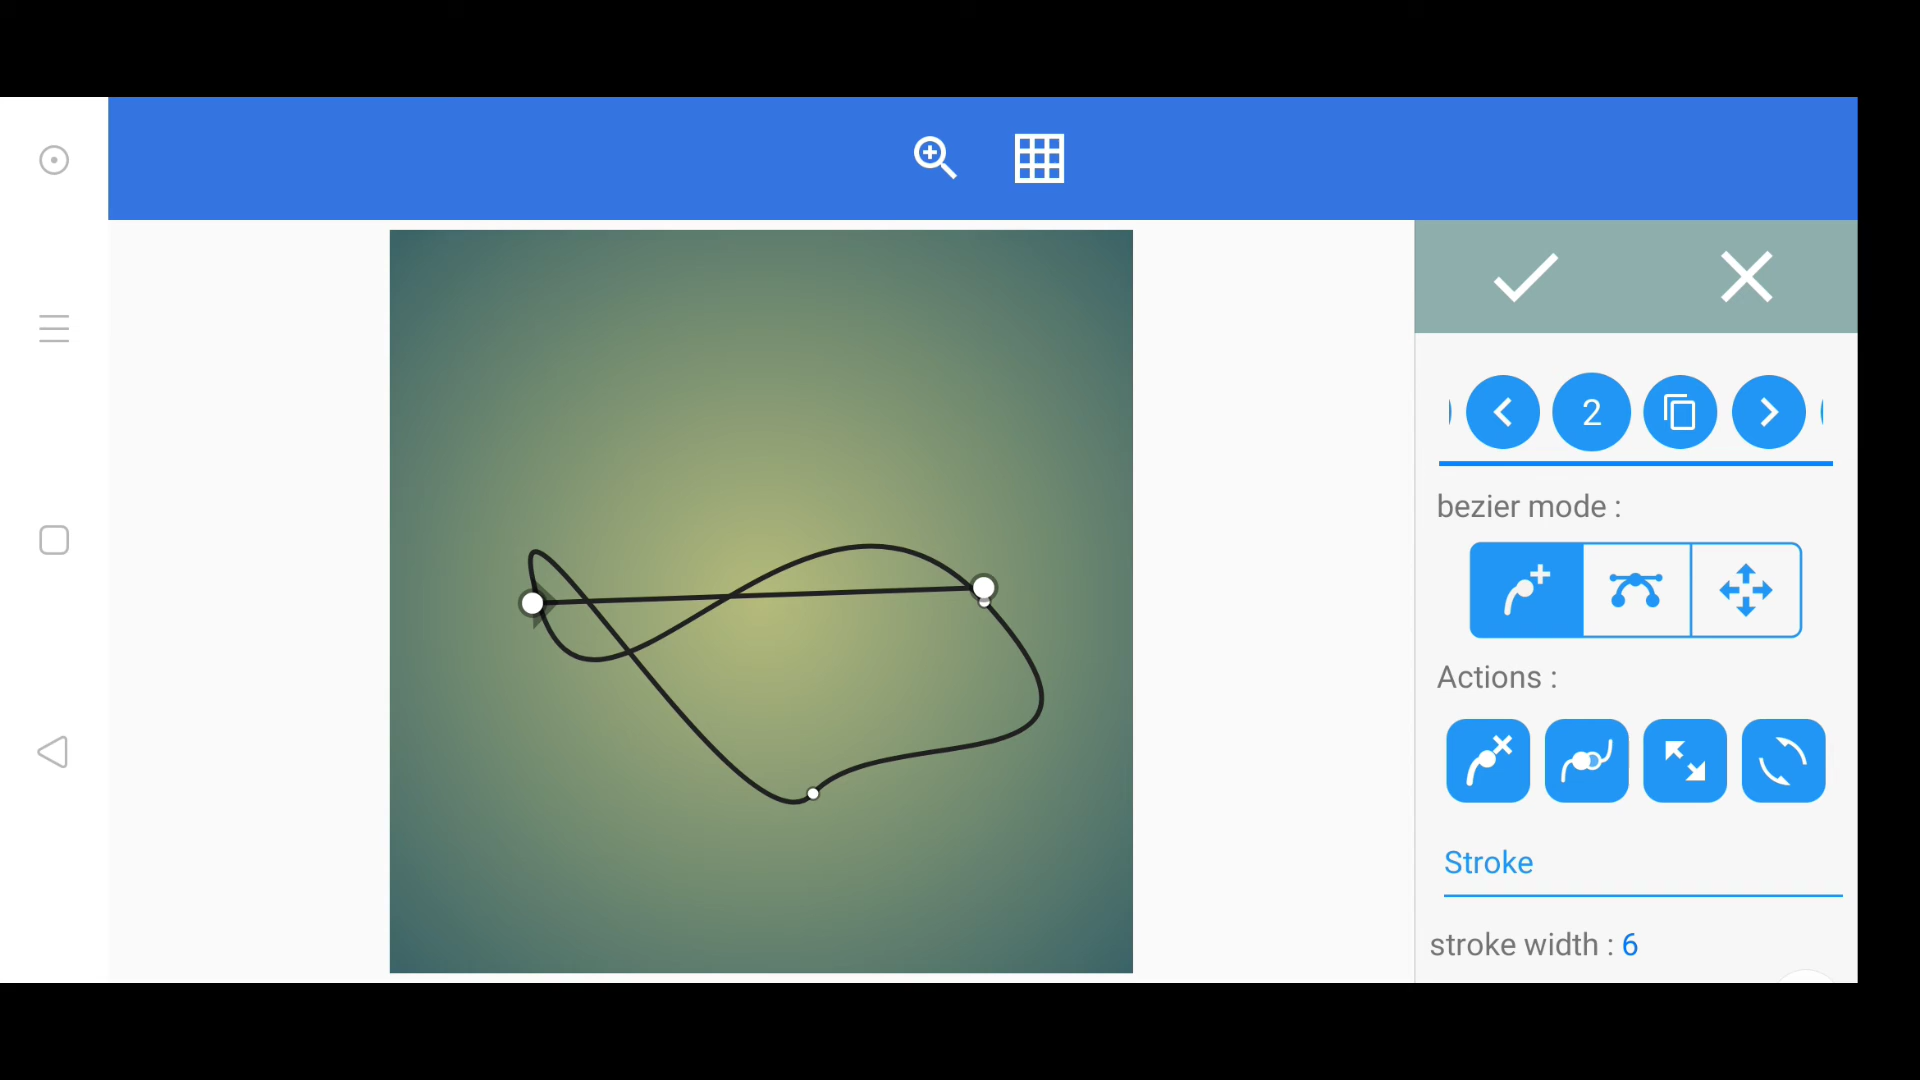 2
bezier mode :
Actions :
Stroke
stroke width : 6